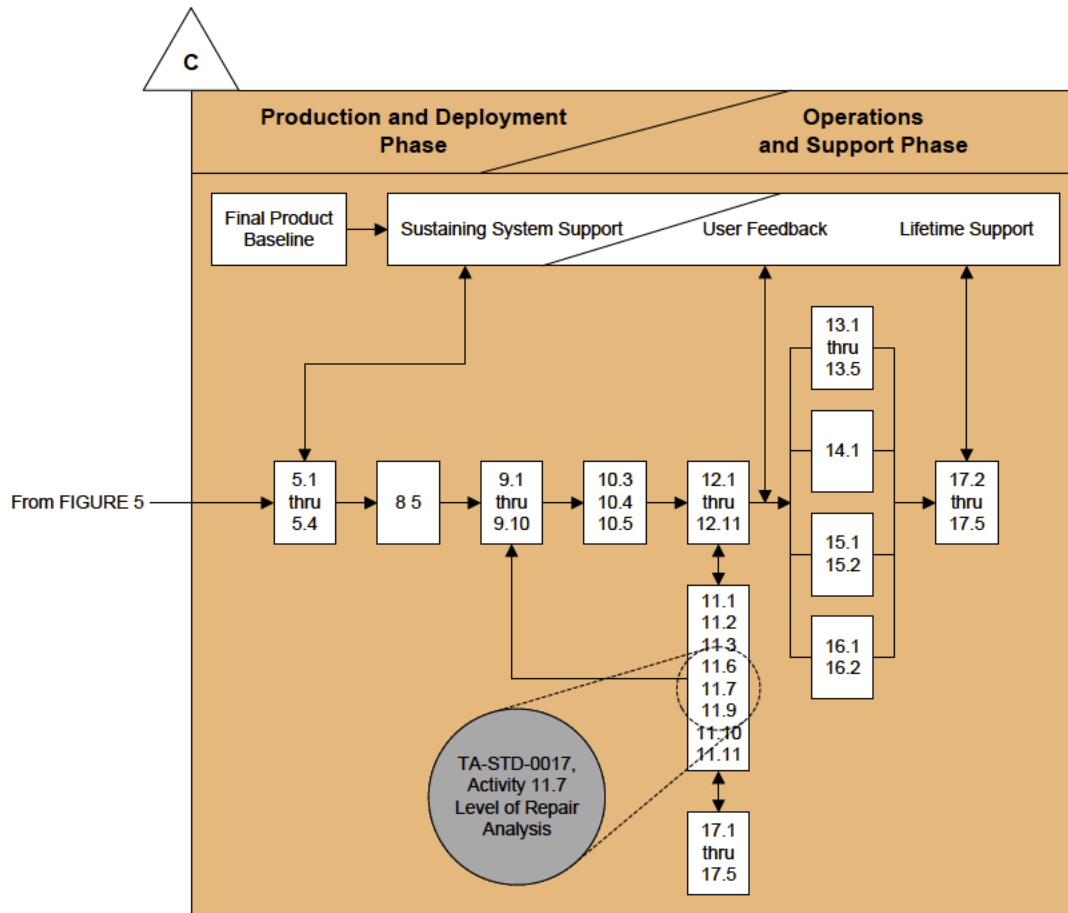 C
Production and Deployment
Phase
Operations
and Support Phase
Final Product
Baseline
Sustaining System Support
User Feedback
Lifetime Support
13.1
thru
13.5
14.1
From FIGURE 5
5.1
thru
5.4
8 5
9.1
thru
9.10
10.3
10.4
10.5
12.1
thru
12.11
17.2
thru
17.5
15.1
15.2
16.1
16.2
11.1
11.2
11.3
11.6
11.7
11.9
11.10
11.11
TA-STD-0017,
Activity 11.7
Level of Repair
Analysis
17.1
thru
17.5